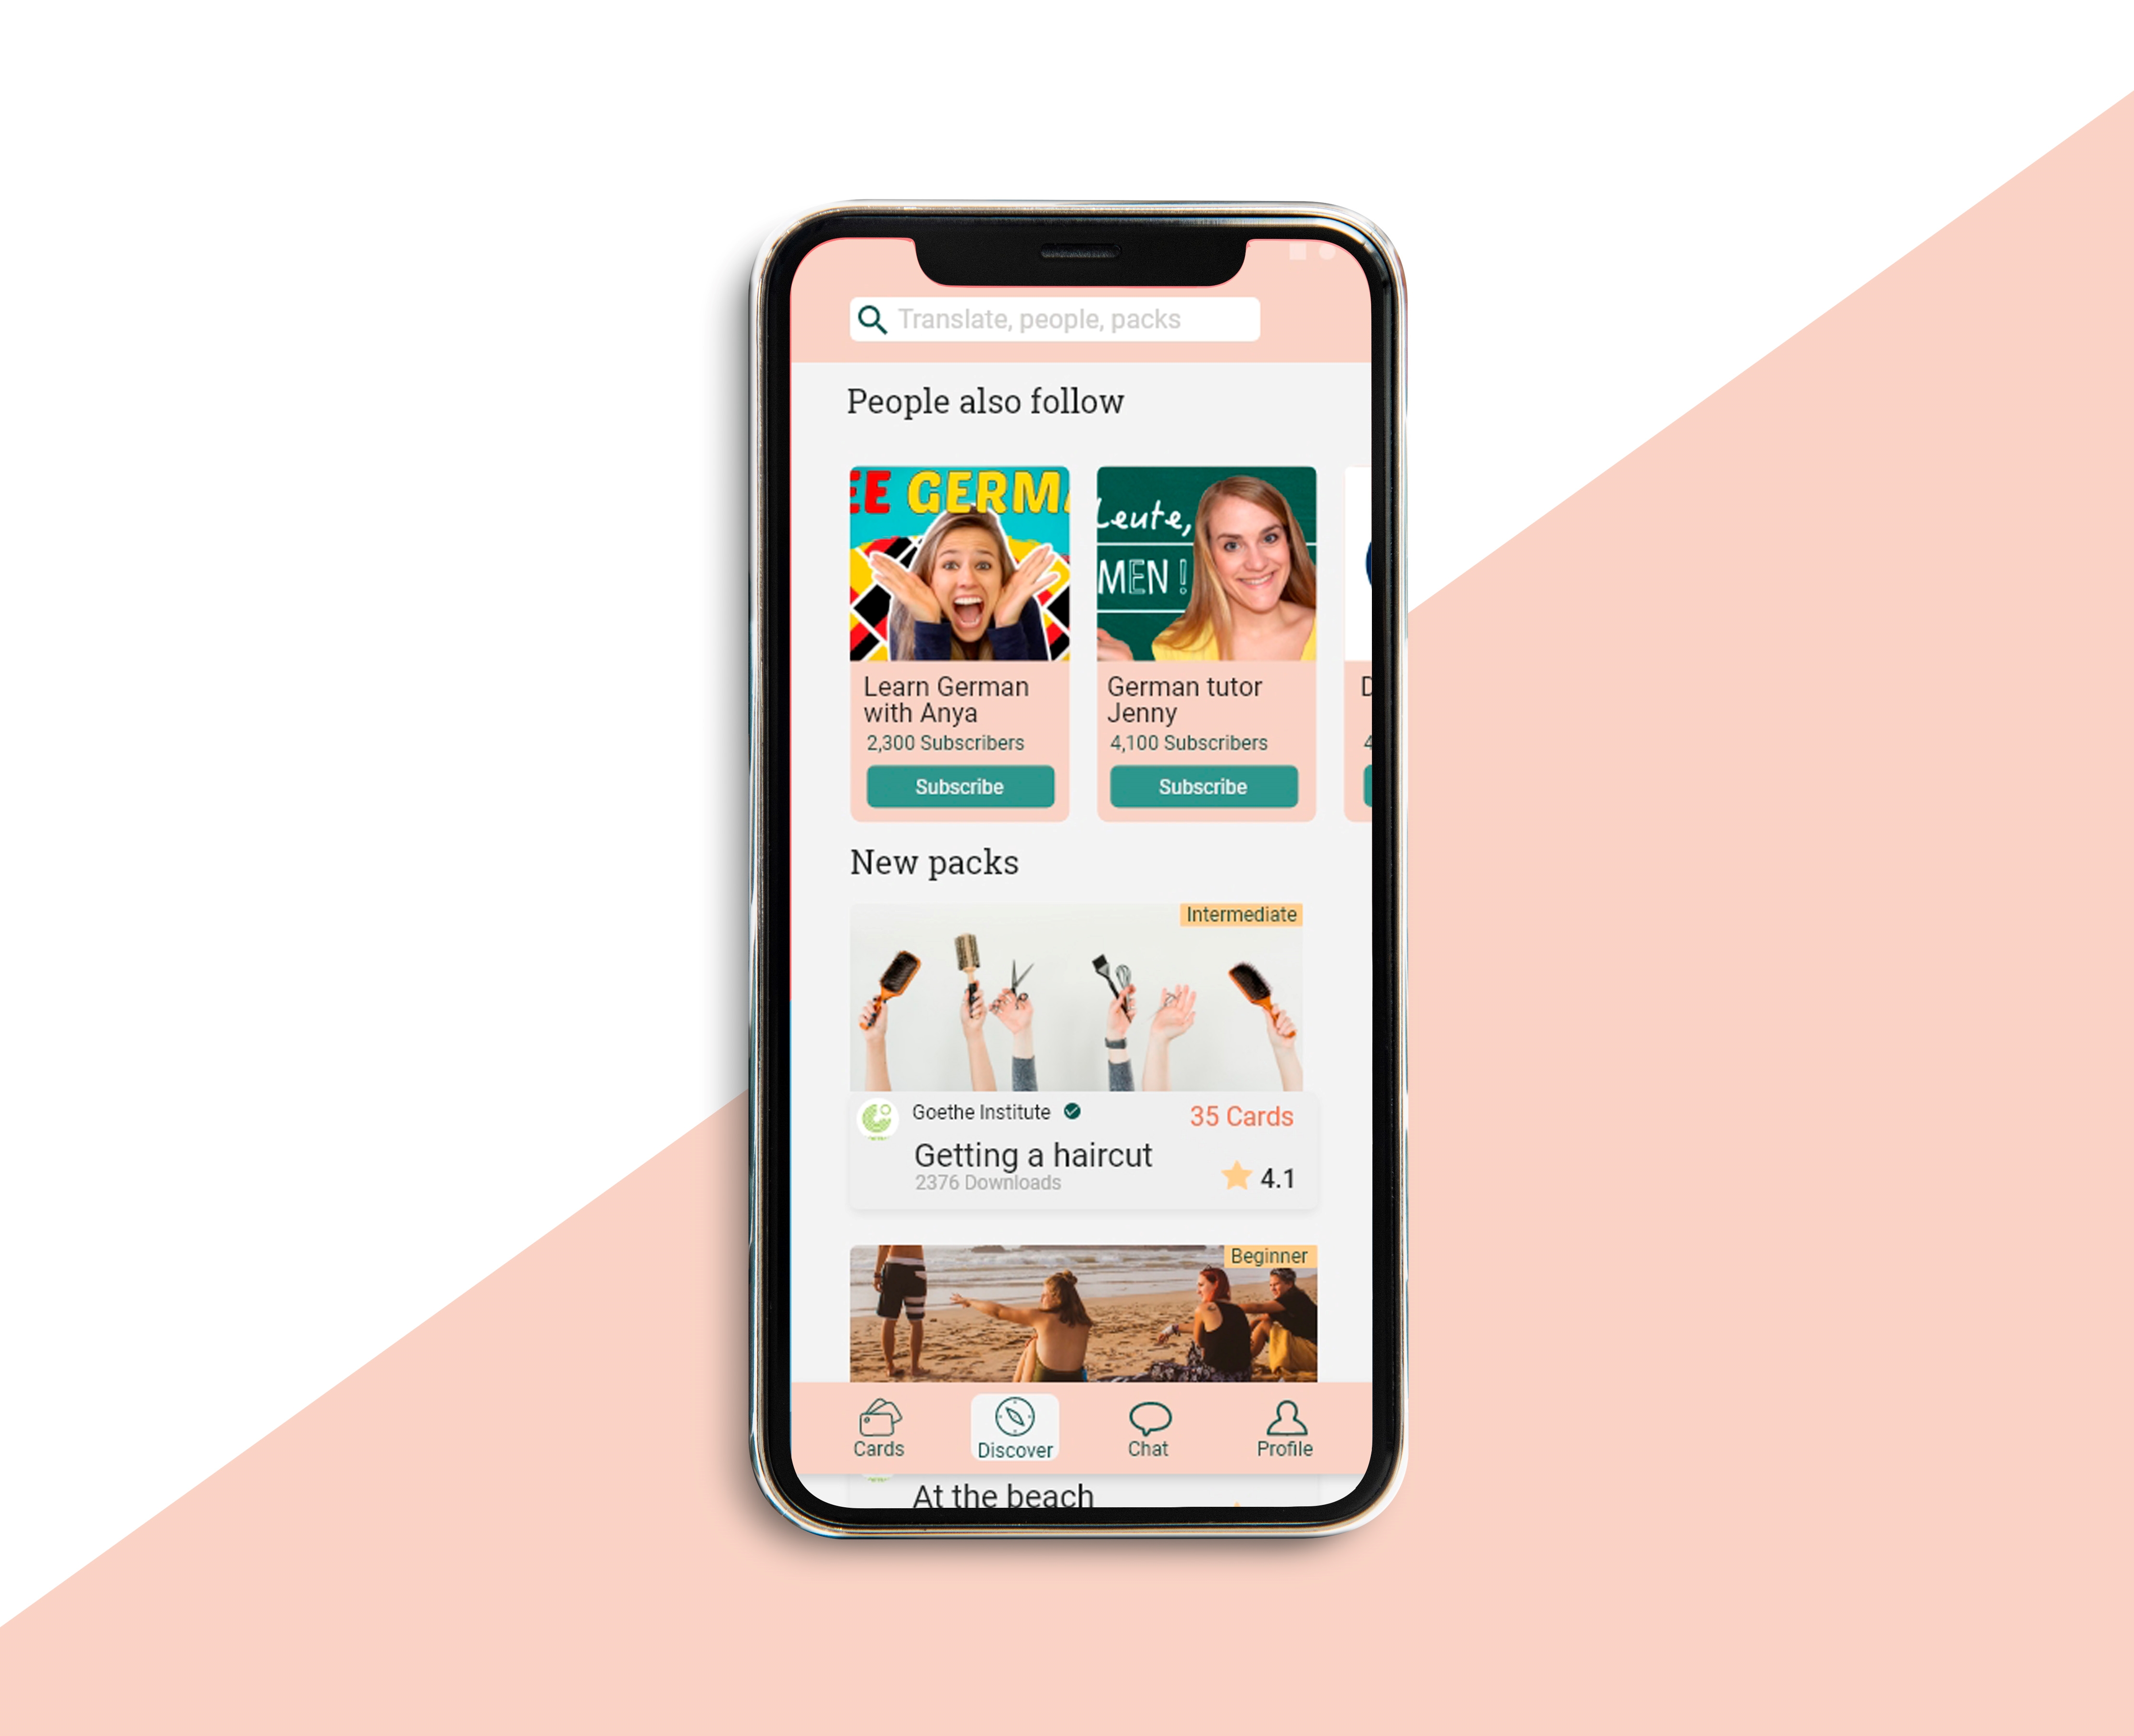 Translate, people, packs
People also follow
EE GERMA
Leute,
MEN!
Learn German
with Anya
2,300 Subscribers
Subscribe
German tutor
Jenny
4,100 Subscribers
Subscribe
D
4
New packs
Intermediate
Goethe Institute
35 Cards
Getting a haircut
2376 Downloads
4.1
Beginner
Cards
Discover
Chat
Profile
At the beach